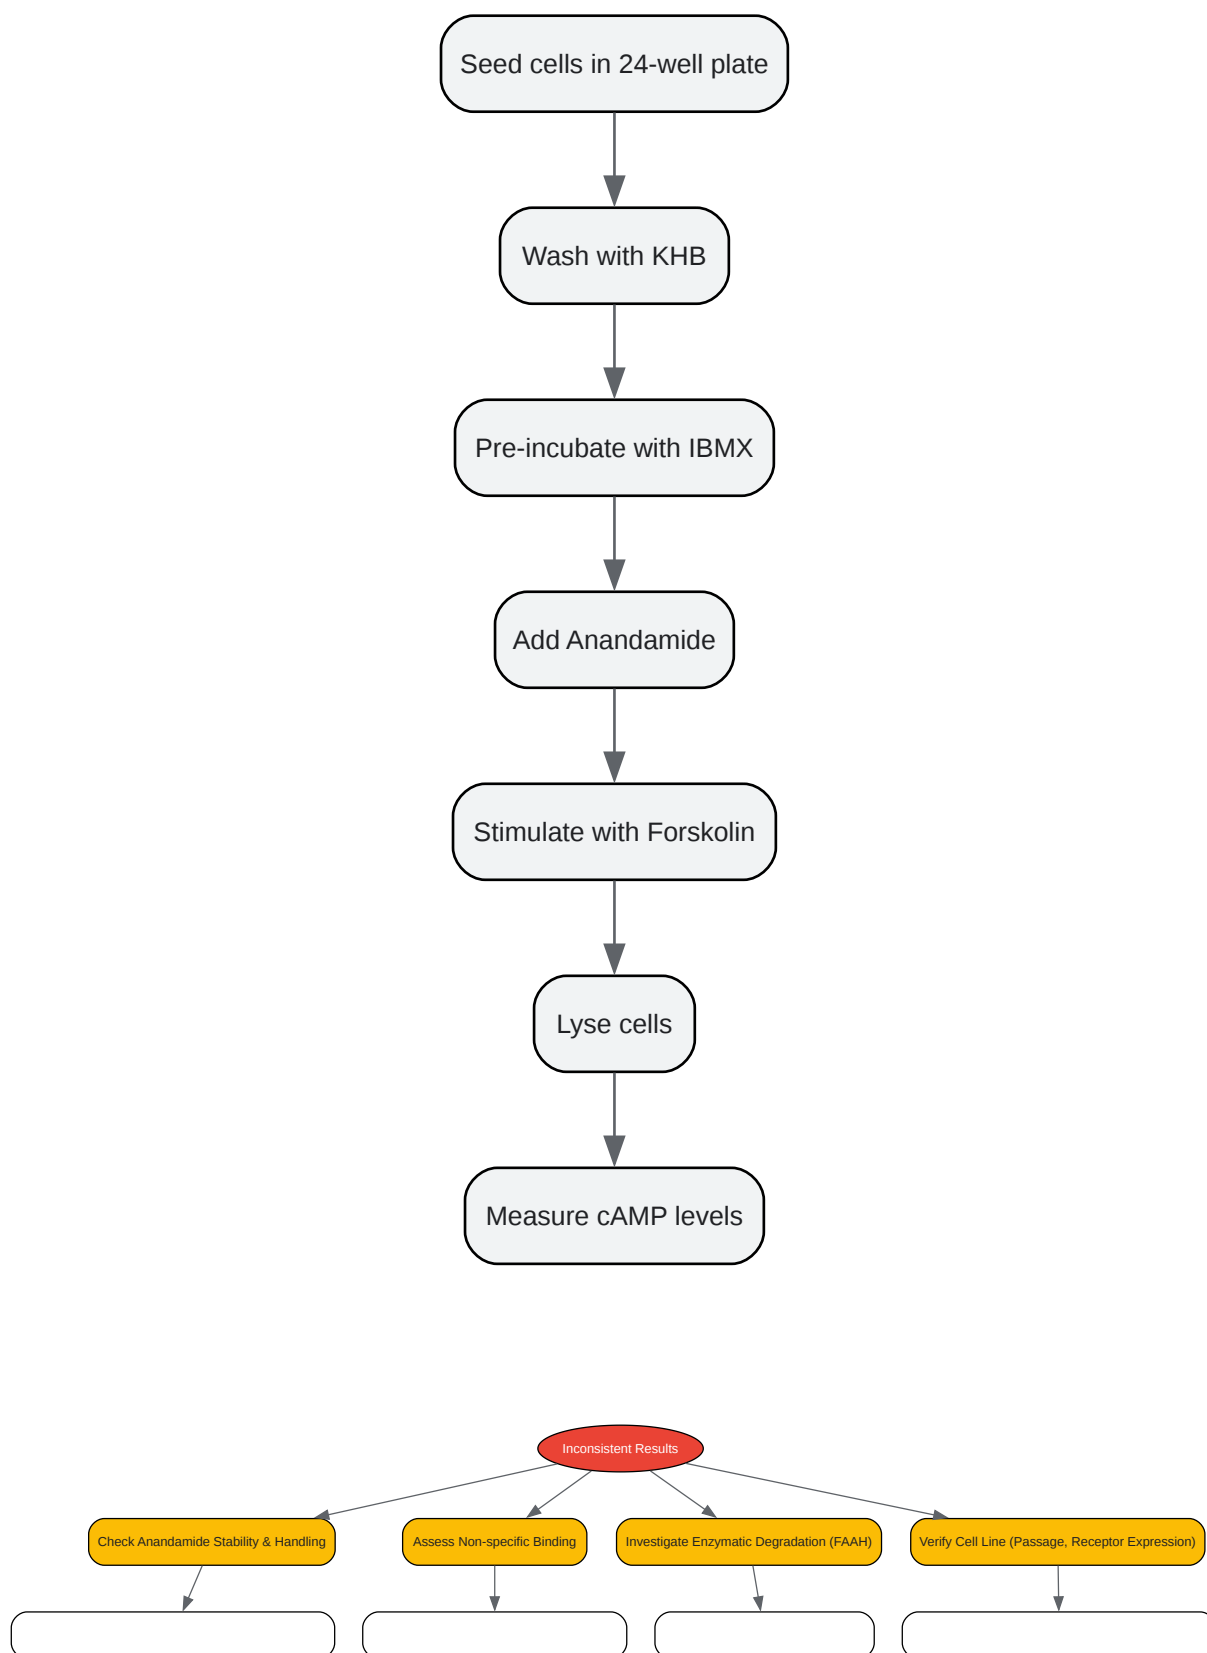 Seed cells in 24-well plate
Wash with KHB
Pre-incubate with IBMX
Add Anandamide
Stimulate with Forskolin
Lyse cells
Measure cAMP levels
Inconsistent Results
Check Anandamide Stability & Handling
Assess Non-specific Binding
Investigate Enzymatic Degradation (FAAH)
Verify Cell Line (Passage, Receptor Expression)